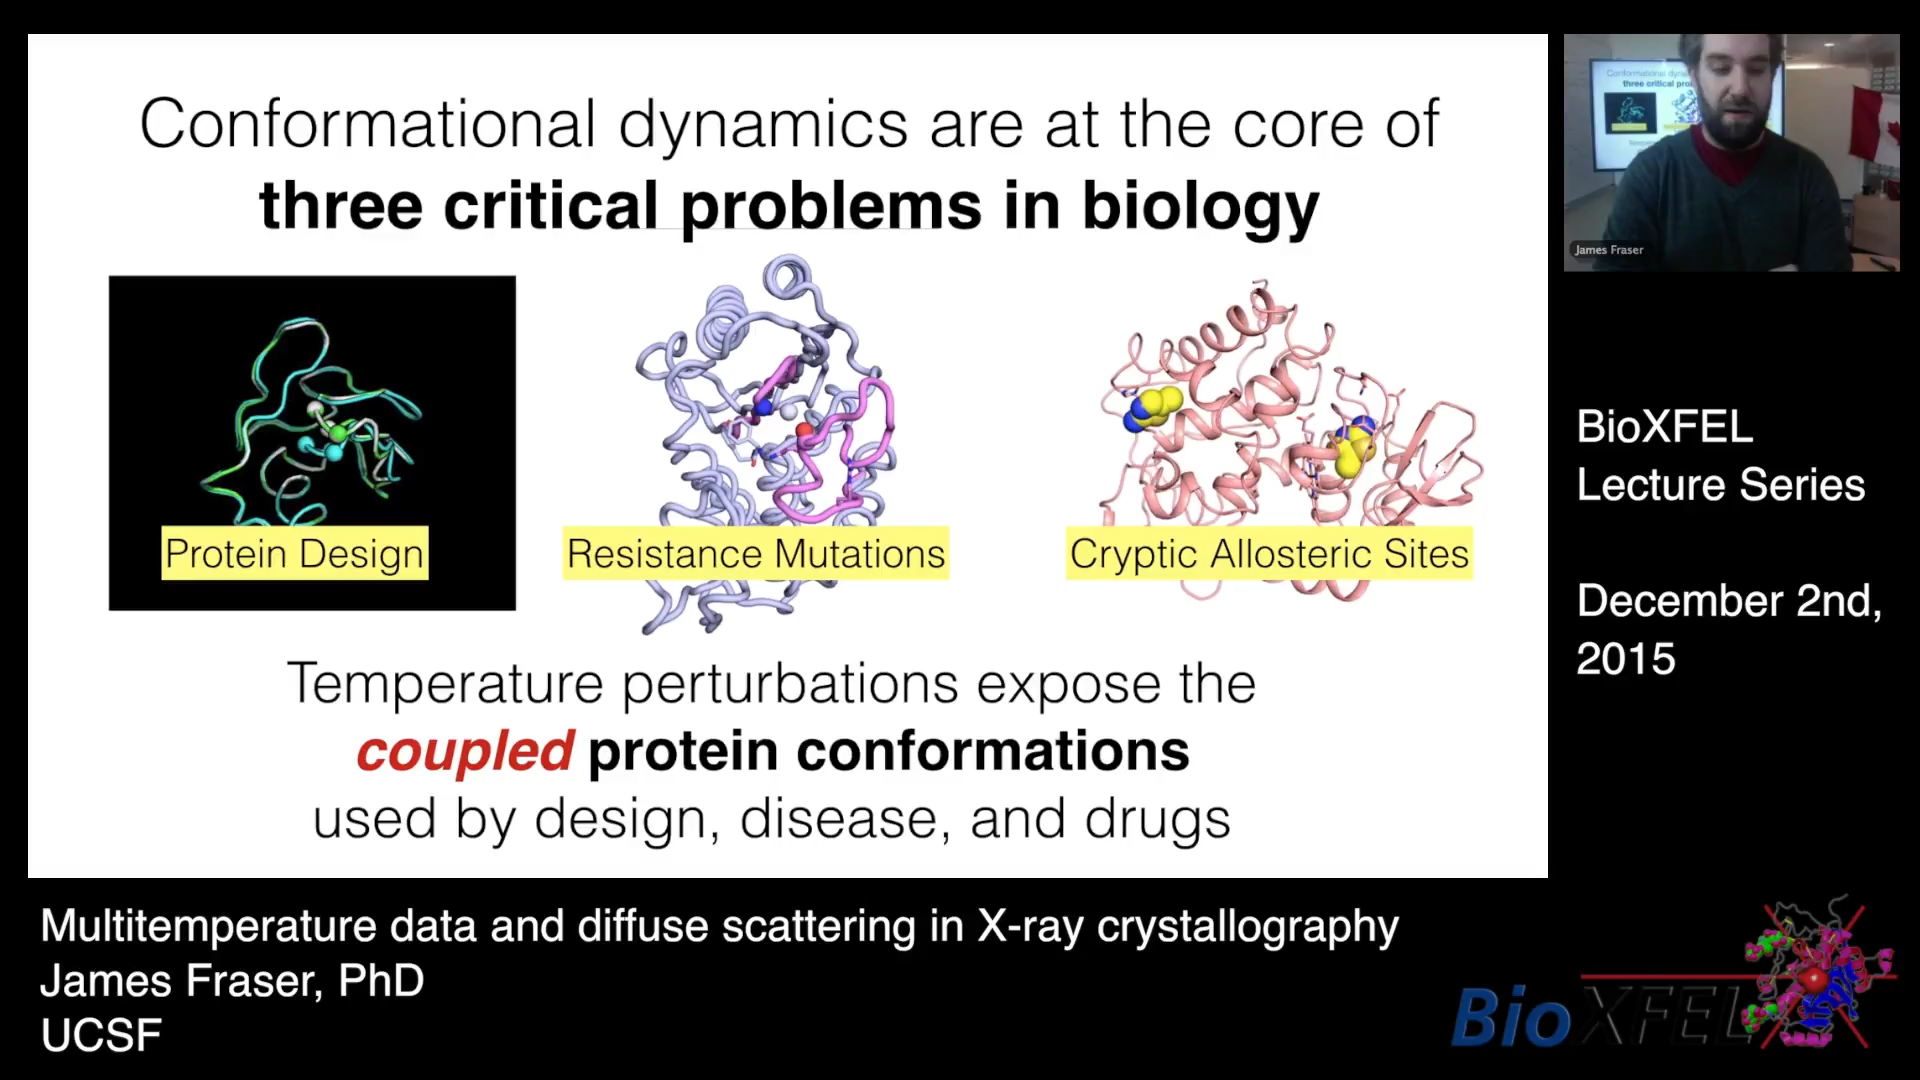 Conformational dynamics are at the core of
three critical problems in biology
Protein Design
Resistance Mutations
Cryptic Allosteric Sites
Temperature perturbations expose the
coupled protein conformations
used by design, disease, and drugs
James Fraser
BioXFEL
Lecture Series
December 2nd,
2015
Multitemperature data and diffuse scattering in X-ray crystallography
James Fraser, PhD
UCSF
BioXFEL